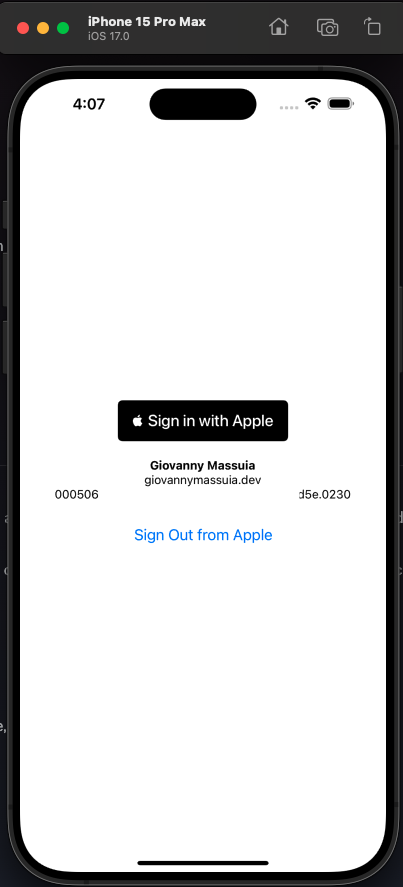 iPhone 15 Pro Max
iOS 17.0
4:07
Sign in with Apple
Giovanny Massuia
giovannymassuia.dev
000506 d5e.0230
Sign Out from Apple